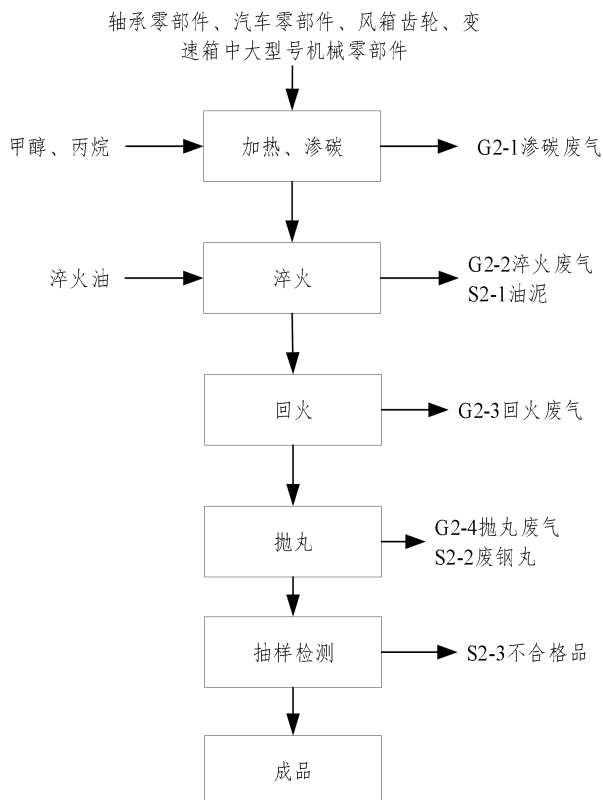 轴承零部件、汽车零部件、风箱齿轮、变
速箱中大型号机械零部件
甲醇、丙烷
加热、渗碳
G2-1渗碳废气
淬火油
淬火
G2-2淬火废气
S2-1油泥
回火
G2-3回火废气
抛丸
G2-4抛丸废气
S2-2废钢丸
抽样检测
S2-3不合格品
成品